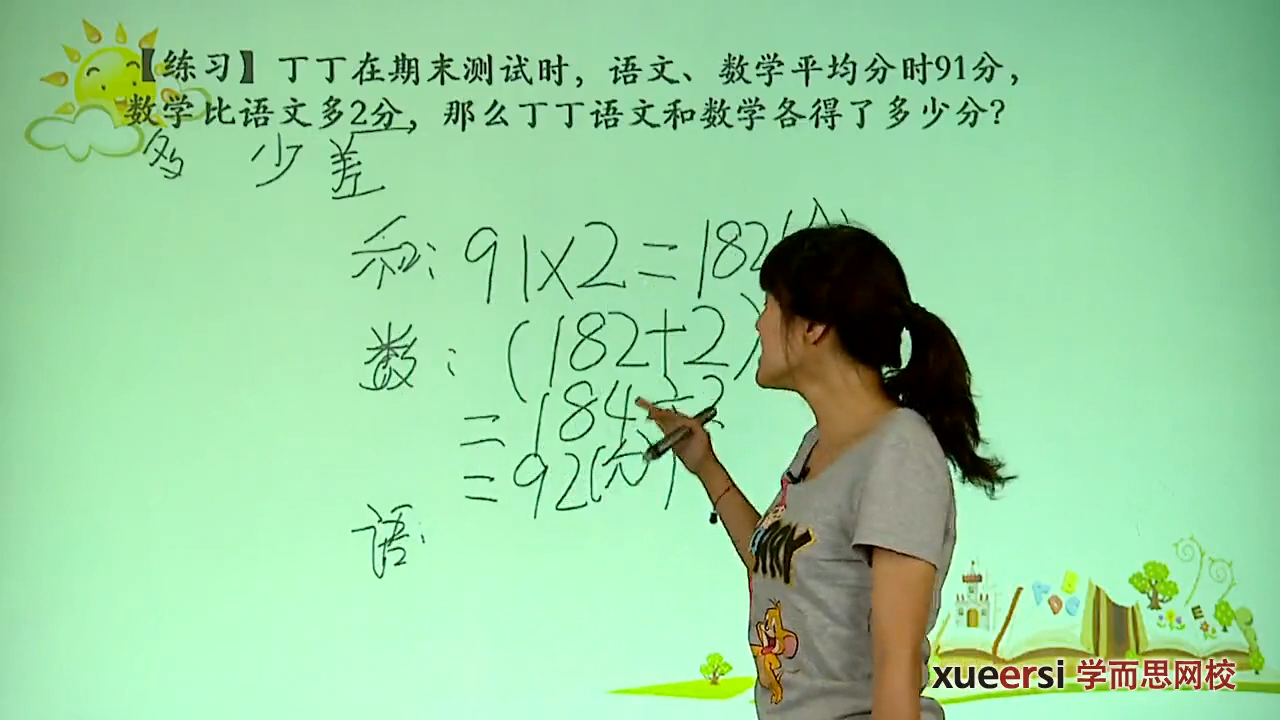 【练习】丁丁在期末测试时，语文、数学平均分时91分，
数学比语文多2分，那么丁丁语文和数学各得了多少分?
多 少 差
和: 91×2=182(分
数: (182+2)
=184÷2
=92(分)
语:
xueersi 学而思网校